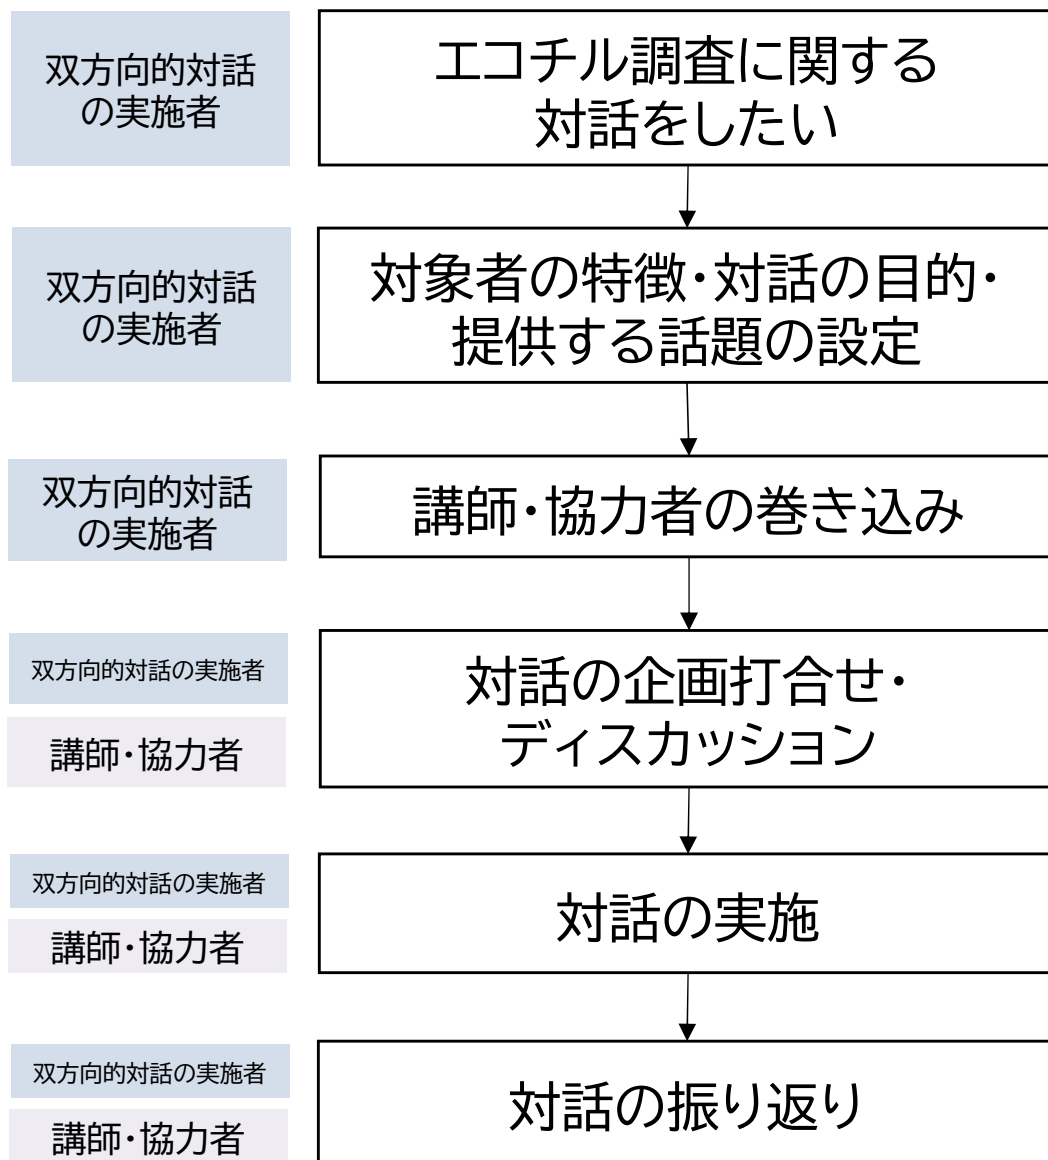 双方向的対話
の実施者
エコチル調査に関する
対話をしたい
双方向的対話
の実施者
対象者の特徴・対話の目的・
提供する話題の設定
双方向的対話
の実施者
講師・協力者の巻き込み
双方向的対話の実施者
講師・協力者
対話の企画打合せ・
ディスカッション
双方向的対話の実施者
講師・協力者
対話の実施
双方向的対話の実施者
講師・協力者
対話の振り返り